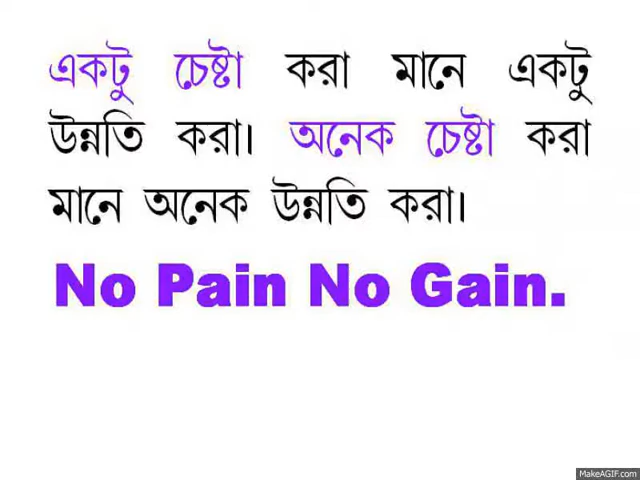 একটু চেষ্টা করা মানে একটু
উন্নতি করা। অনেক চেষ্টা করা
মানে অনেক উন্নতি করা।
No Pain No Gain.
MakeAGIF.com